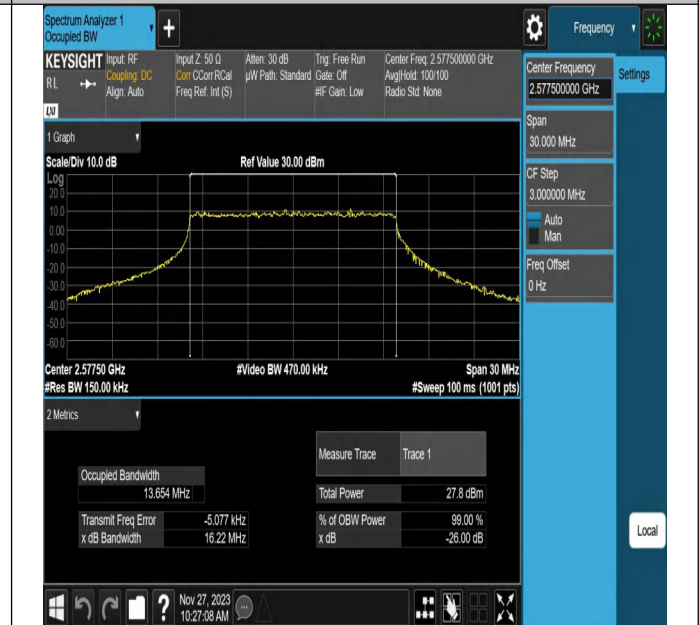 Spectrum Analyzer 1
Occupied BW
+
Frequency
KEYSIGHT Input: RF Input Z: 50 Ω Atten: 30 dB Trig: Free Run Center Freq: 2.577500000 GHz
RL Coupling: DC Corr CCorr RCal µW Path: Standard Gate: Off Avg|Hold: 100/100
Align: Auto Freq Ref: Int (S) #IF Gain: Low Radio Std: None
LXI
Center Frequency
2.577500000 GHz
Settings
Span
30.000 MHz
CF Step
3.000000 MHz
Auto
Man
Freq Offset
0 Hz
1 Graph
Scale/Div 10.0 dB Ref Value 30.00 dBm
Log
20.0
10.0
0.00
-10.0
-20.0
-30.0
-40.0
-50.0
-60.0
Center 2.57750 GHz #Video BW 470.00 kHz Span 30 MHz
#Res BW 150.00 kHz #Sweep 100 ms (1001 pts)
2 Metrics
Measure Trace Trace 1
Occupied Bandwidth
13.654 MHz
Total Power 27.8 dBm
Transmit Freq Error -5.077 kHz % of OBW Power 99.00 %
x dB Bandwidth 16.22 MHz x dB -26.00 dB
Local
? Nov 27, 2023
10:27:08 AM